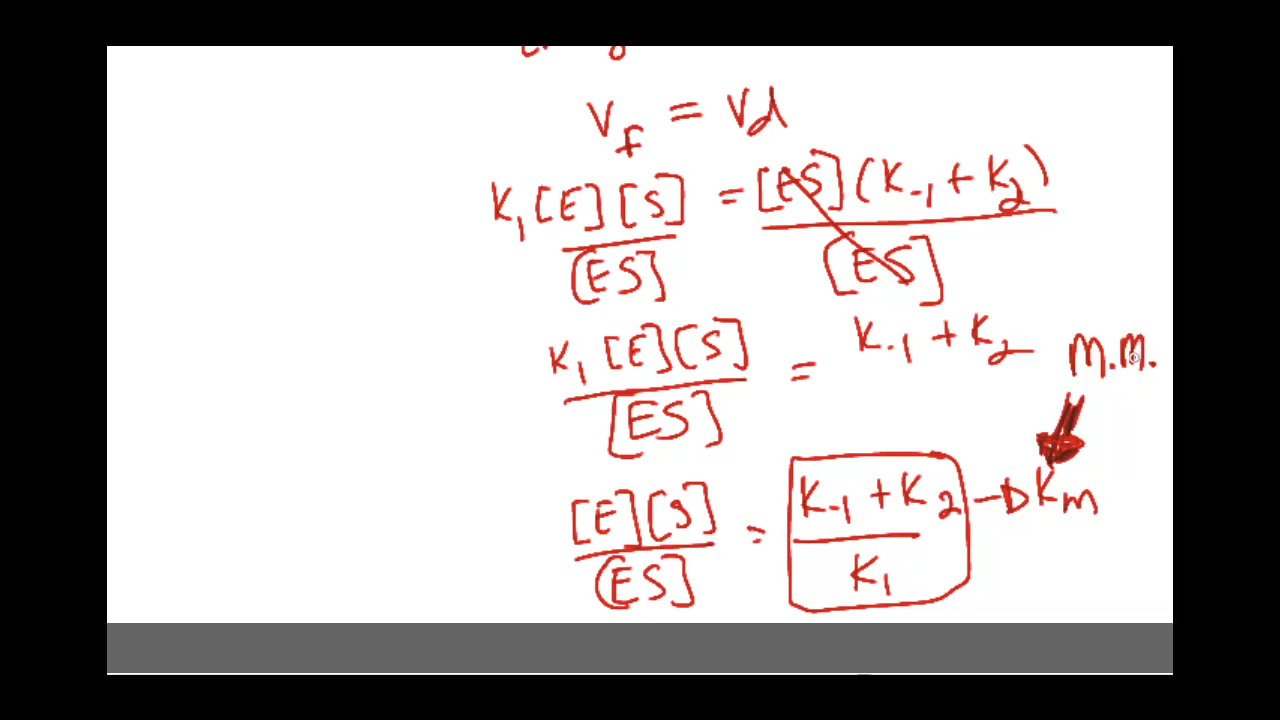 V_f = V_d
K_1[E][S] / [ES] = [ES](K_-1 + K_2) / [ES]
K_1[E][S] / [ES] = K_-1 + K_2
M.M.
[E][S] / [ES] = K_-1 + K_2 / K_1 → K_m